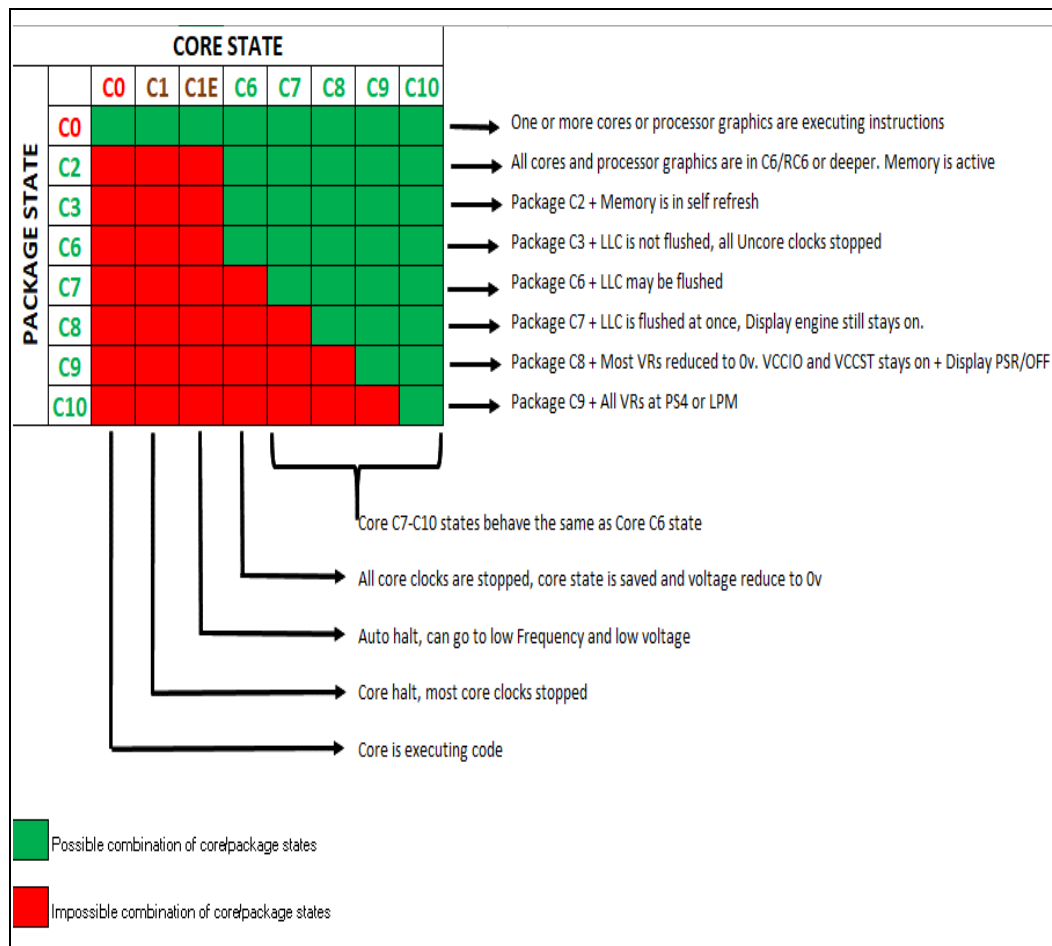 CORE STATE
C0 C1 C1E C6 C7 C8 C9 C10
PACKAGE STATE
C0
One or more cores or processor graphics are executing instructions
C2
All cores and processor graphics are in C6/RC6 or deeper. Memory is active
C3
Package C2 + Memory is in self refresh
C6
Package C3 + LLC is not flushed, all Uncore clocks stopped
C7
Package C6 + LLC may be flushed
C8
Package C7 + LLC is flushed at once, Display engine still stays on.
C9
Package C8 + Most VRs reduced to 0v. VCCIO and VCCST stays on + Display PSR/OFF
C10
Package C9 + All VRs at PS4 or LPM
Core C7-C10 states behave the same as Core C6 state
All core clocks are stopped, core state is saved and voltage reduce to 0v
Auto halt, can go to low Frequency and low voltage
Core halt, most core clocks stopped
Core is executing code
Possible combination of core/package states
Impossible combination of core/package states